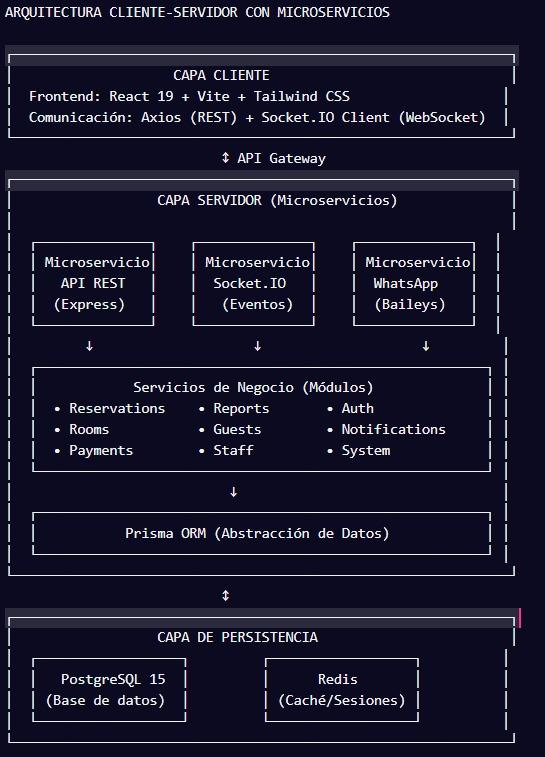 ARQUITECTURA CLIENTE-SERVIDOR CON MICROSERVICIOS
CAPA CLIENTE
Frontend: React 19 + Vite + Tailwind CSS
Comunicación: Axios (REST) + Socket.IO Client (WebSocket)
↕ API Gateway
CAPA SERVIDOR (Microservicios)
Microservicio Microservicio Microservicio
API REST Socket.IO WhatsApp
(Express) (Eventos) (Baileys)
↓ ↓ ↓
Servicios de Negocio (Módulos)
• Reservations • Reports • Auth
• Rooms • Guests • Notifications
• Payments • Staff • System
↓
Prisma ORM (Abstracción de Datos)
↕
CAPA DE PERSISTENCIA
PostgreSQL 15 Redis
(Base de datos) (Caché/Sesiones)